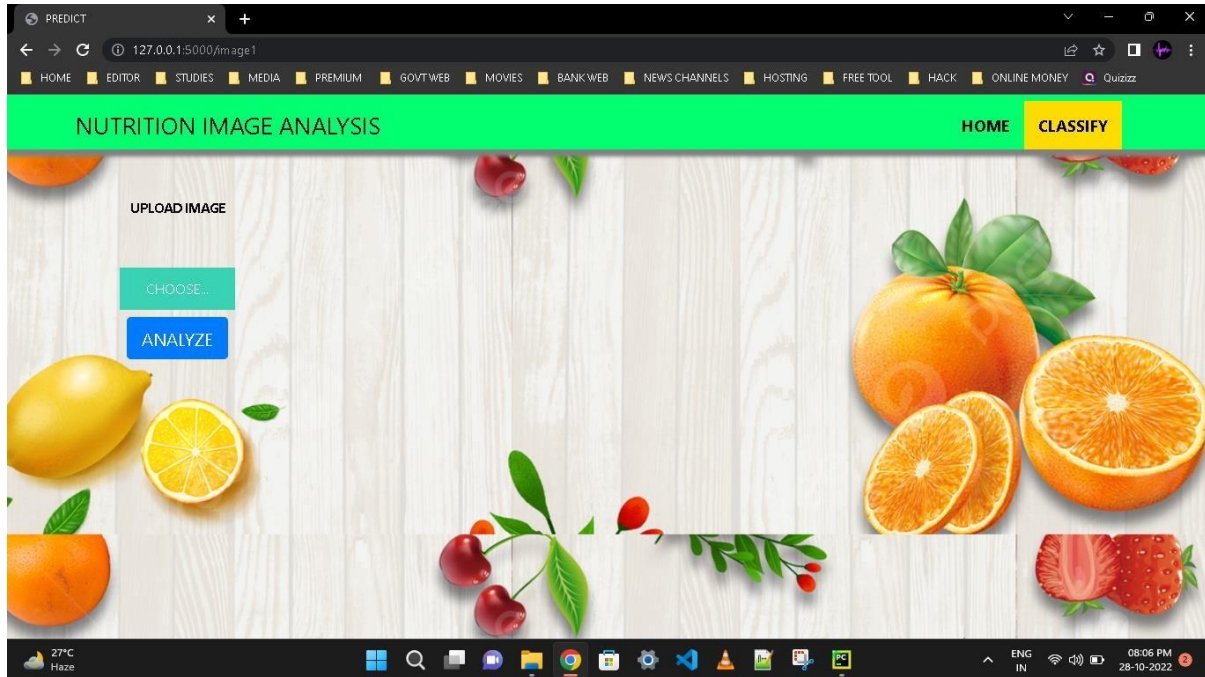 PREDICT
127.0.0.1:5000/image1
HOME EDITOR STUDIES MEDIA PREMIUM GOVT WEB MOVIES BANK WEB NEWS CHANNELS HOSTING FREE TOOL HACK ONLINE MONEY Quizizz
NUTRITION IMAGE ANALYSIS HOME CLASSIFY
UPLOAD IMAGE
CHOOSE...
ANALYZE
27°C
Haze
ENG
IN
08:06 PM
28-10-2022
2